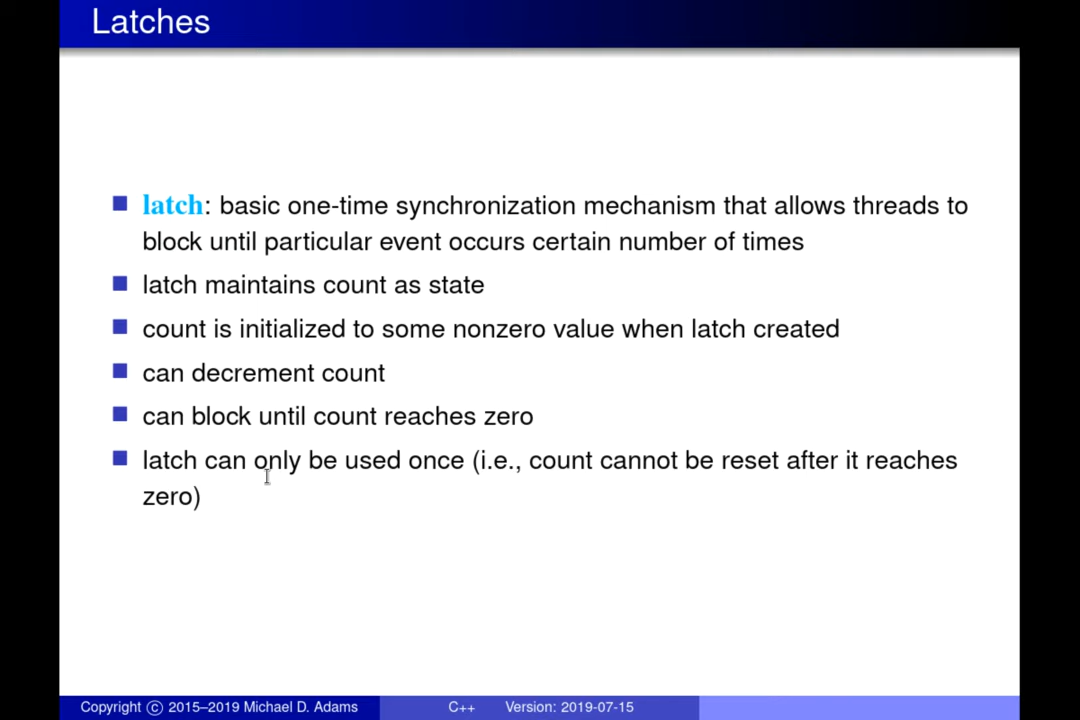 Latches
latch: basic one-time synchronization mechanism that allows threads to
block until particular event occurs certain number of times
latch maintains count as state
count is initialized to some nonzero value when latch created
can decrement count
can block until count reaches zero
latch can only be used once (i.e., count cannot be reset after it reaches
zero)
Copyright © 2015–2019 Michael D. Adams C++ Version: 2019-07-15